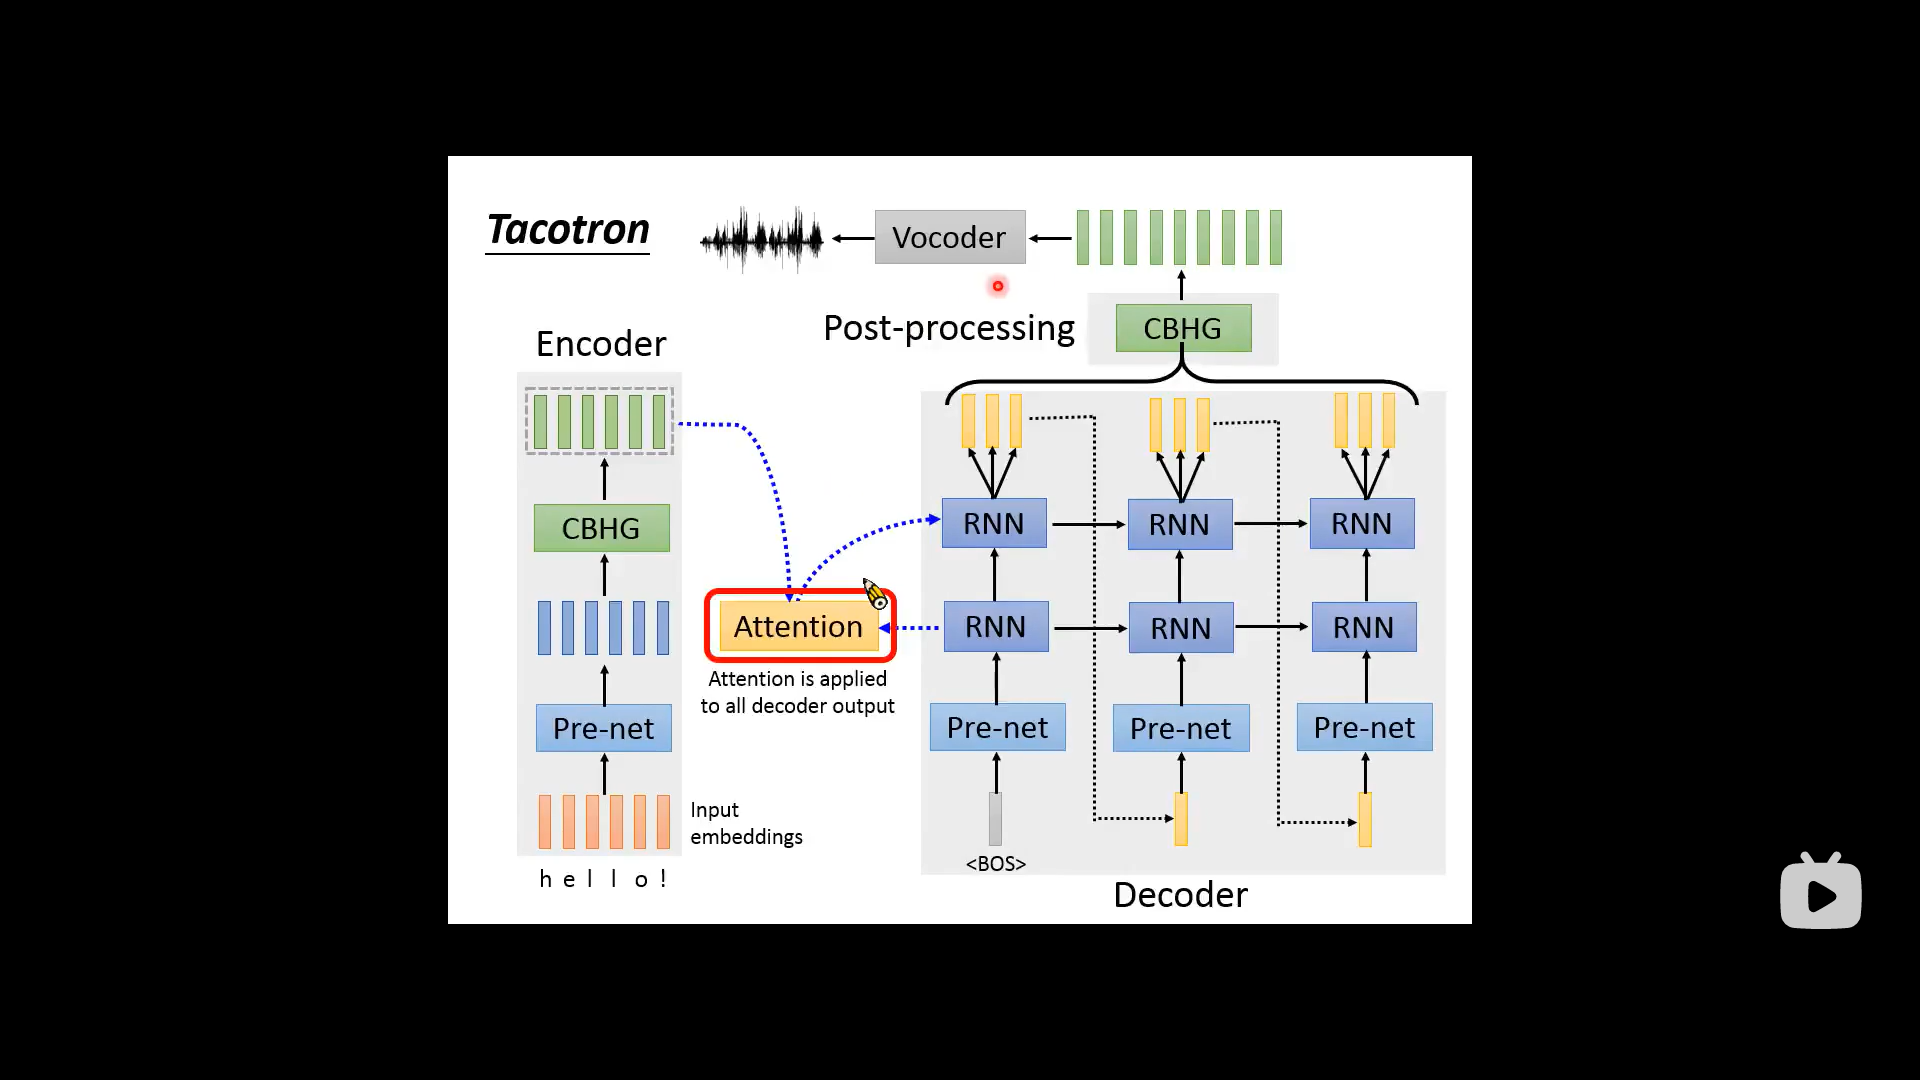 Tacotron
Vocoder
Post-processing
CBHG
Encoder
CBHG
Pre-net
Input
embeddings
h e l l o !
Attention
Attention is applied
to all decoder output
RNN
RNN
RNN
RNN
RNN
RNN
Pre-net
Pre-net
Pre-net
<BOS>
Decoder